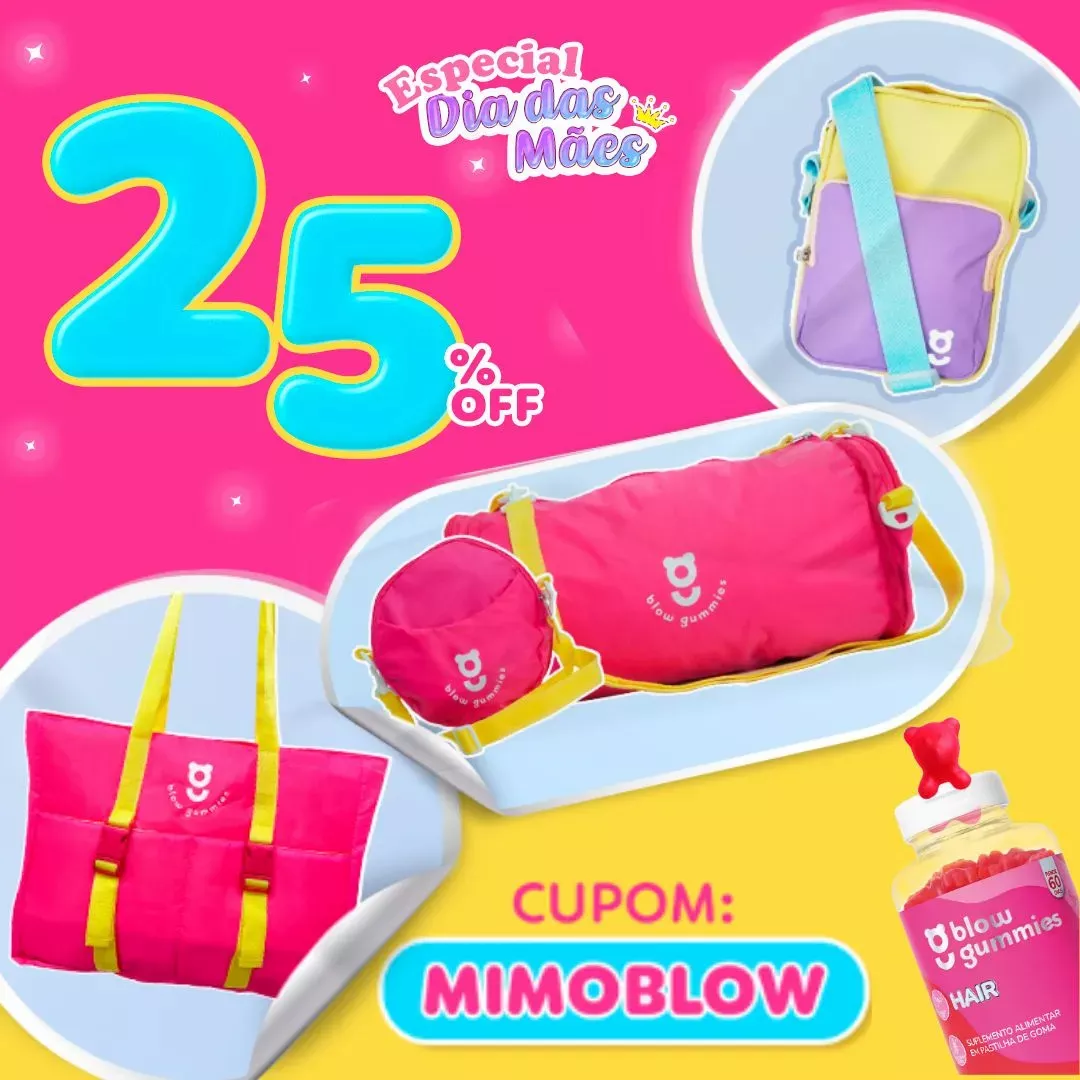 Especial
Dia das
Mães
25
%
OFF
blow gummies
blow gummies
blow gummies
CUPOM:
MIMOBLOW
60
blow
gummies
HAIR
SUPLEMENTO ALIMENTAR
EM PASTILHA DE GOMA